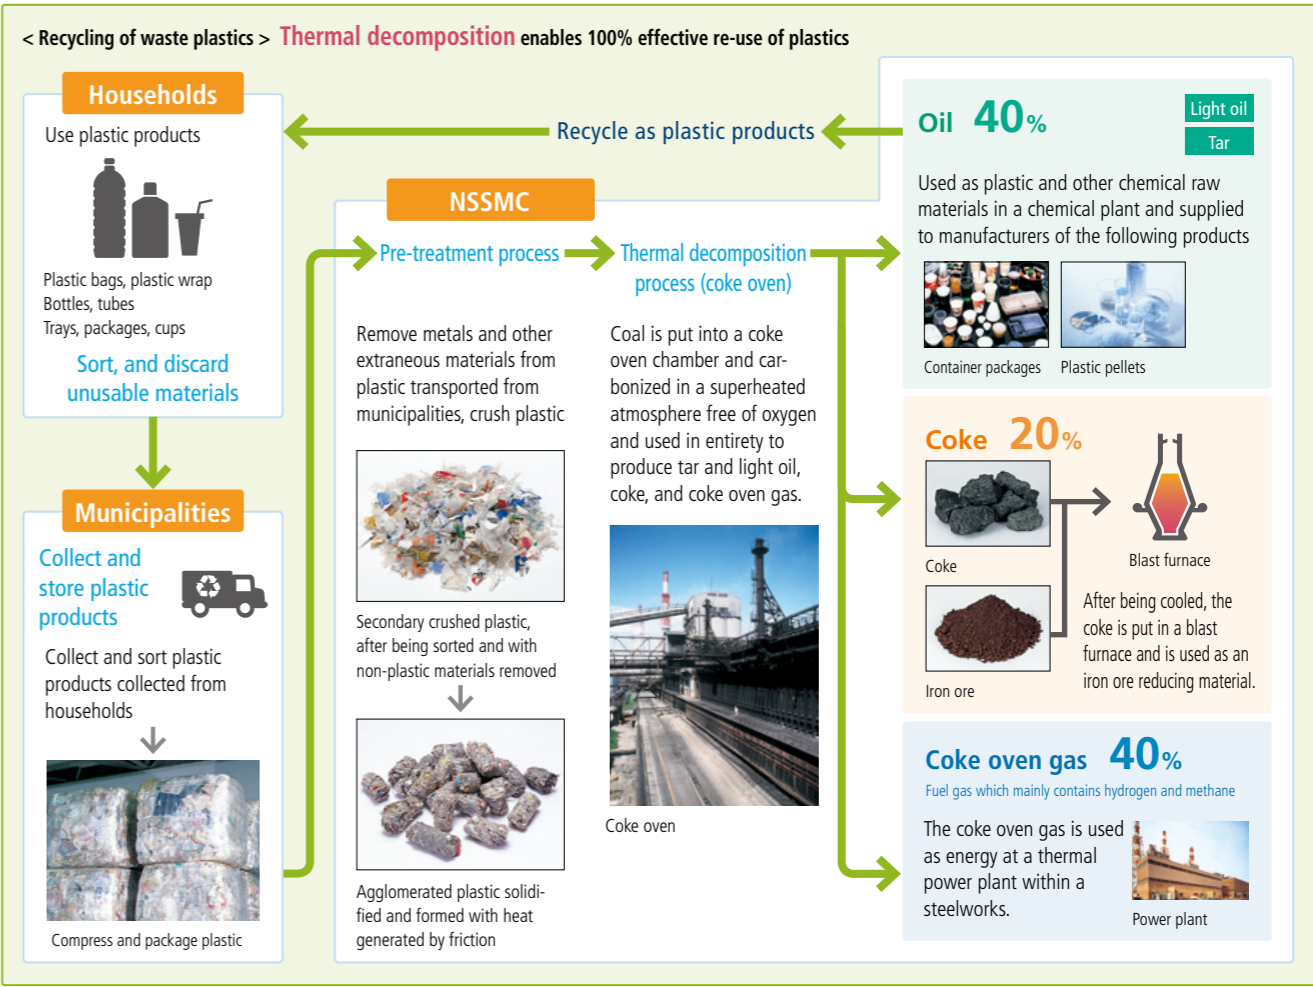 < Recycling of waste plastics > Thermal decomposition enables 100% effective re-use of plastics
Households
Use plastic products
Plastic bags, plastic wrap
Bottles, tubes
Trays, packages, cups
Sort, and discard
unusable materials
Municipalities
Collect and
store plastic
products
Collect and sort plastic
products collected from
households
Compress and package plastic
Recycle as plastic products
NSSMC
Pre-treatment process
Remove metals and other
extraneous materials from
plastic transported from
municipalities, crush plastic
Secondary crushed plastic,
after being sorted and with
non-plastic materials removed
Agglomerated plastic solidi-
fied and formed with heat
generated by friction
Thermal decomposition
process (coke oven)
Coal is put into a coke
oven chamber and car-
bonized in a superheated
atmosphere free of oxygen
and used in entirety to
produce tar and light oil,
coke, and coke oven gas.
Coke oven
Oil 40%
Light oil
Tar
Used as plastic and other chemical raw
materials in a chemical plant and supplied
to manufacturers of the following products
Container packages
Plastic pellets
Coke 20%
Coke
Iron ore
Blast furnace
After being cooled, the
coke is put in a blast
furnace and is used as an
iron ore reducing material.
Coke oven gas 40%
Fuel gas which mainly contains hydrogen and methane
The coke oven gas is used
as energy at a thermal
power plant within a
steelworks.
Power plant